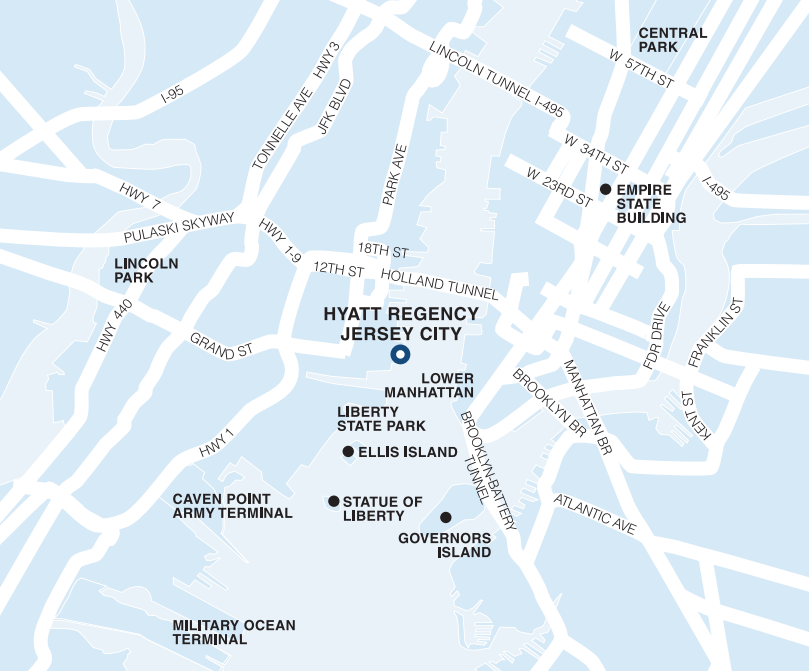 CENTRAL
PARK
W 57TH ST
LINCOLN TUNNEL I-495
HWY 3
TONNELLE AVE
JFK BLVD
I-95
PARK AVE
W 34TH ST
W 23RD ST
I-495
EMPIRE
STATE
BUILDING
HWY 7
PULASKI SKYWAY
HWY 1-9
18TH ST
12TH ST
HOLLAND TUNNEL
LINCOLN
PARK
HWY 440
GRAND ST
HYATT REGENCY
JERSEY CITY
FDR DRIVE
FRANKLIN ST
KENT ST
LOWER
MANHATTAN
BROOKLYN BR
MANHATTAN BR
LIBERTY
STATE PARK
HWY 1
ELLIS ISLAND
BROOKLYN-BATTERY
TUNNEL
CAVEN POINT
ARMY TERMINAL
STATUE OF
LIBERTY
ATLANTIC AVE
GOVERNORS
ISLAND
MILITARY OCEAN
TERMINAL